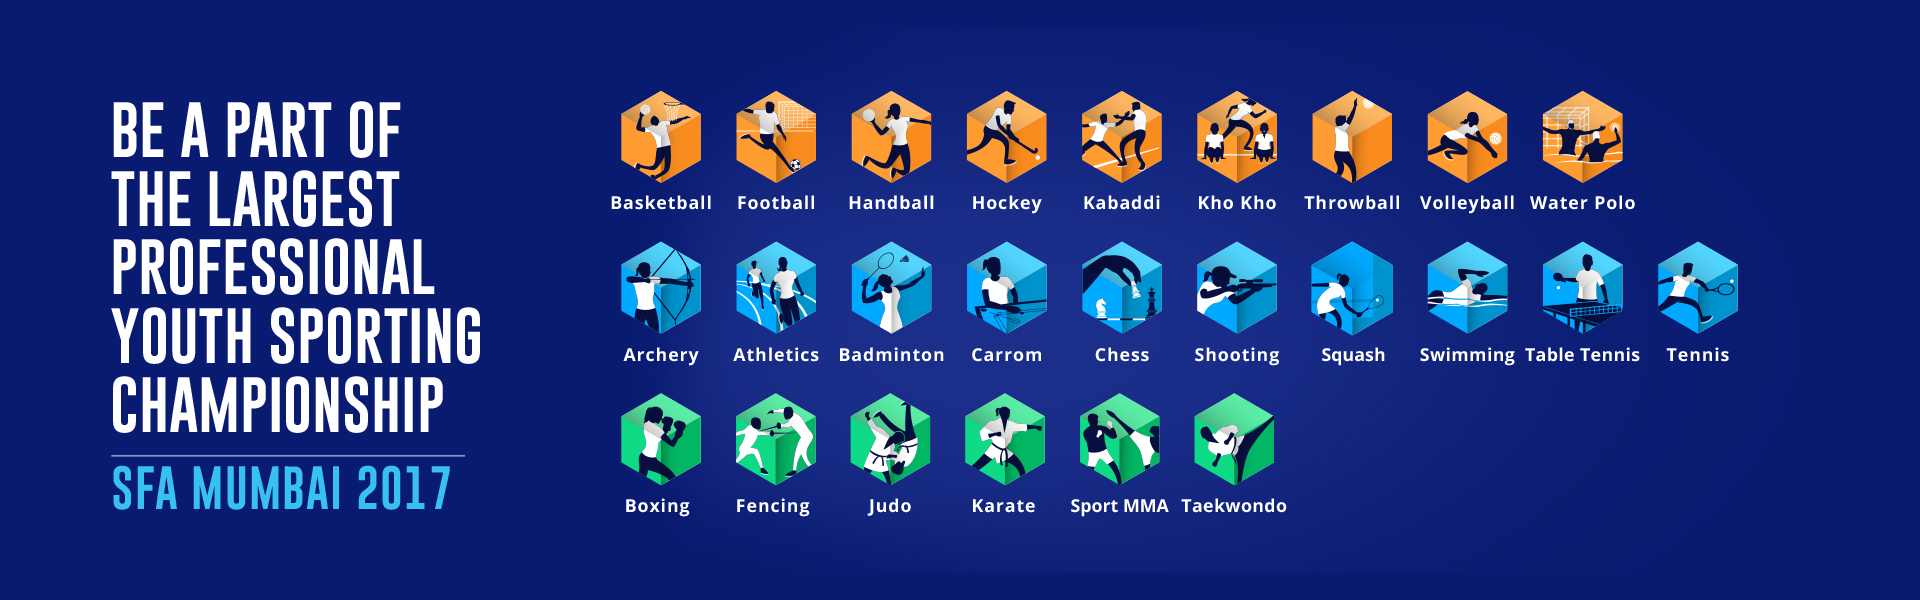 BE A PART OF
THE LARGEST
PROFESSIONAL
YOUTH SPORTING
CHAMPIONSHIP
SFA MUMBAI 2017
Basketball Football Handball Hockey Kabaddi Kho Kho Throwball Volleyball Water Polo
Archery Athletics Badminton Carrom Chess Shooting Squash Swimming Table Tennis Tennis
Boxing Fencing Judo Karate Sport MMA Taekwondo